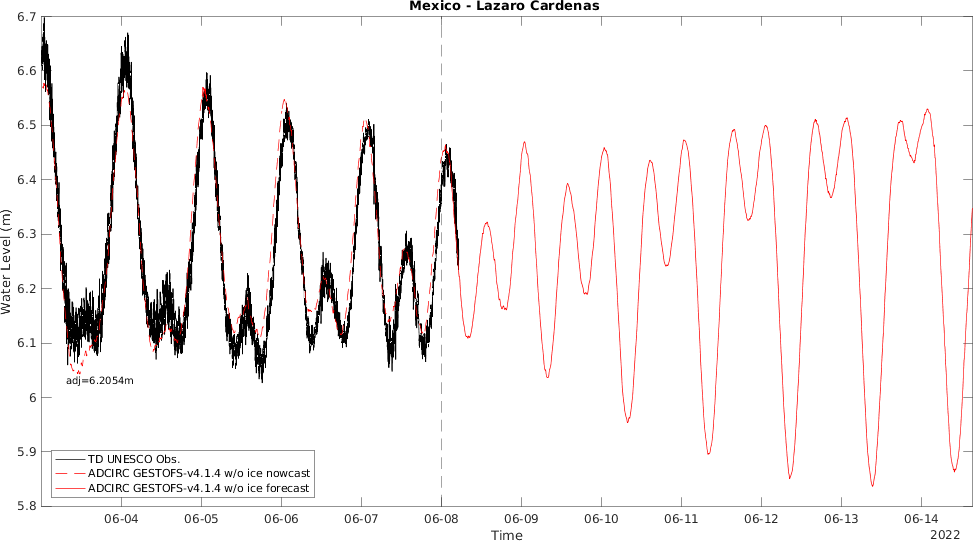 Mexico - Lazaro Cardenas
Water Level (m)
6.7
6.6
6.5
6.4
6.3
6.2
6.1
6
5.9
5.8
adj=6.2054m
TD UNESCO Obs.
ADCIRC GESTOFS-v4.1.4 w/o ice nowcast
ADCIRC GESTOFS-v4.1.4 w/o ice forecast
06-04 06-05 06-06 06-07 06-08 06-09 06-10 06-11 06-12 06-13 06-14
Time
2022